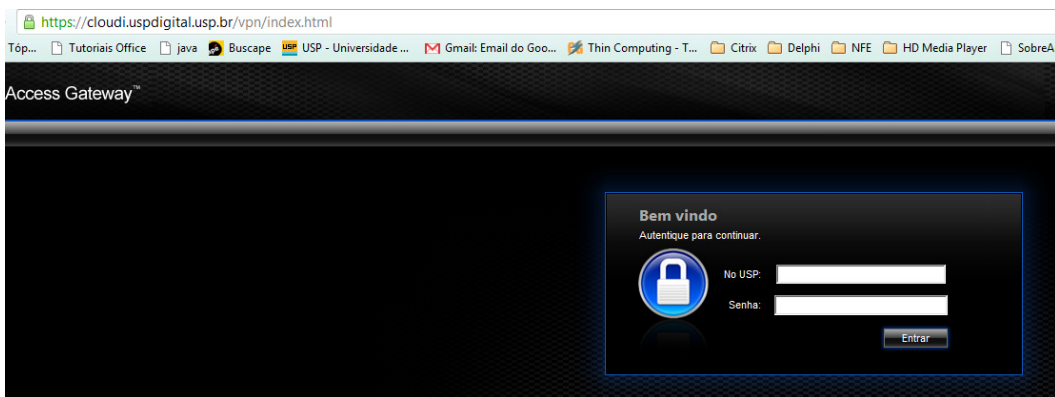 https://cloudi.uspdigital.usp.br/vpn/index.html
Tóp... Tutoriais Office java Buscape USP USP - Universidade ... Gmail: Email do Goo... Thin Computing - T... Citrix Delphi NFE HD Media Player SobreA
Access Gateway™
Bem vindo
Autentique para continuar.
No USP:
Senha:
Entrar